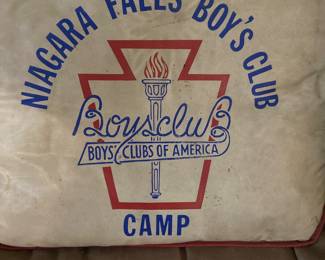 NIAGARA FALLS BOY'S CLUB
Boys Club
BOYS' CLUBS OF AMERICA
CAMP